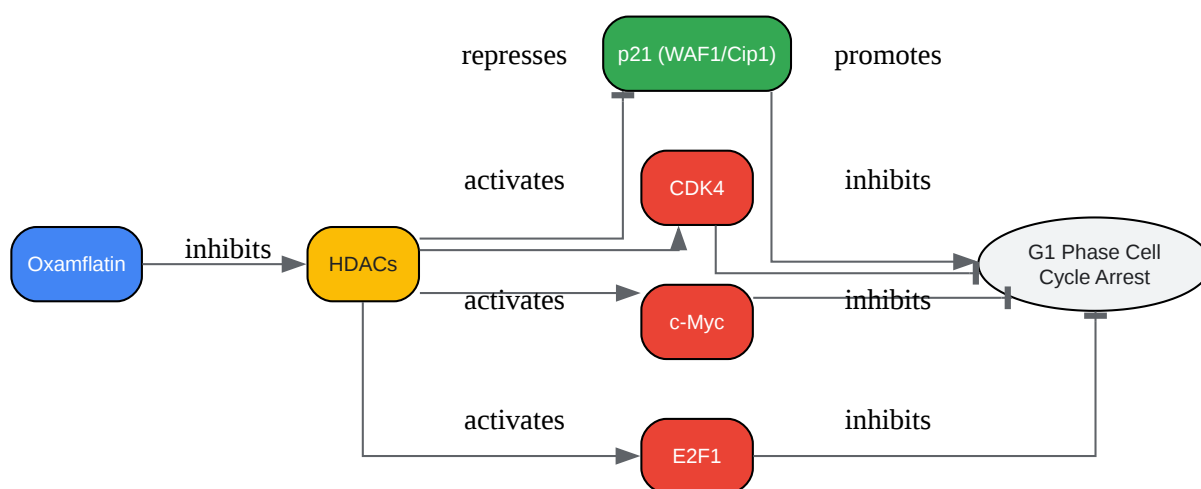 represses
p21 (WAF1/Cip1)
promotes
activates
CDK4
inhibits
Oxamflatin
inhibits
HDACs
G1 Phase Cell
Cycle Arrest
activates
c-Myc
inhibits
activates
E2F1
inhibits